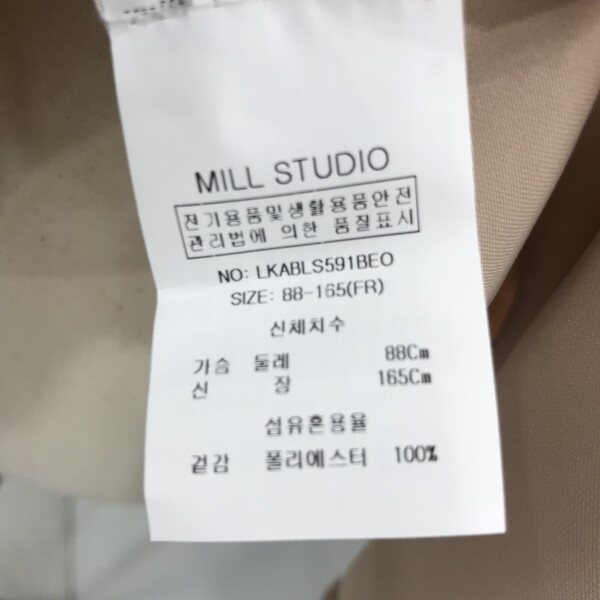 MILL STUDIO
전기용품및생활용품안전
관리법에 의한 품질표시
NO: LKABLS591BEO
SIZE: 88-165(FR)
신체치수
가슴 둘레 88Cm
신 장 165Cm
섬유혼용율
겉감 폴리에스터 100%